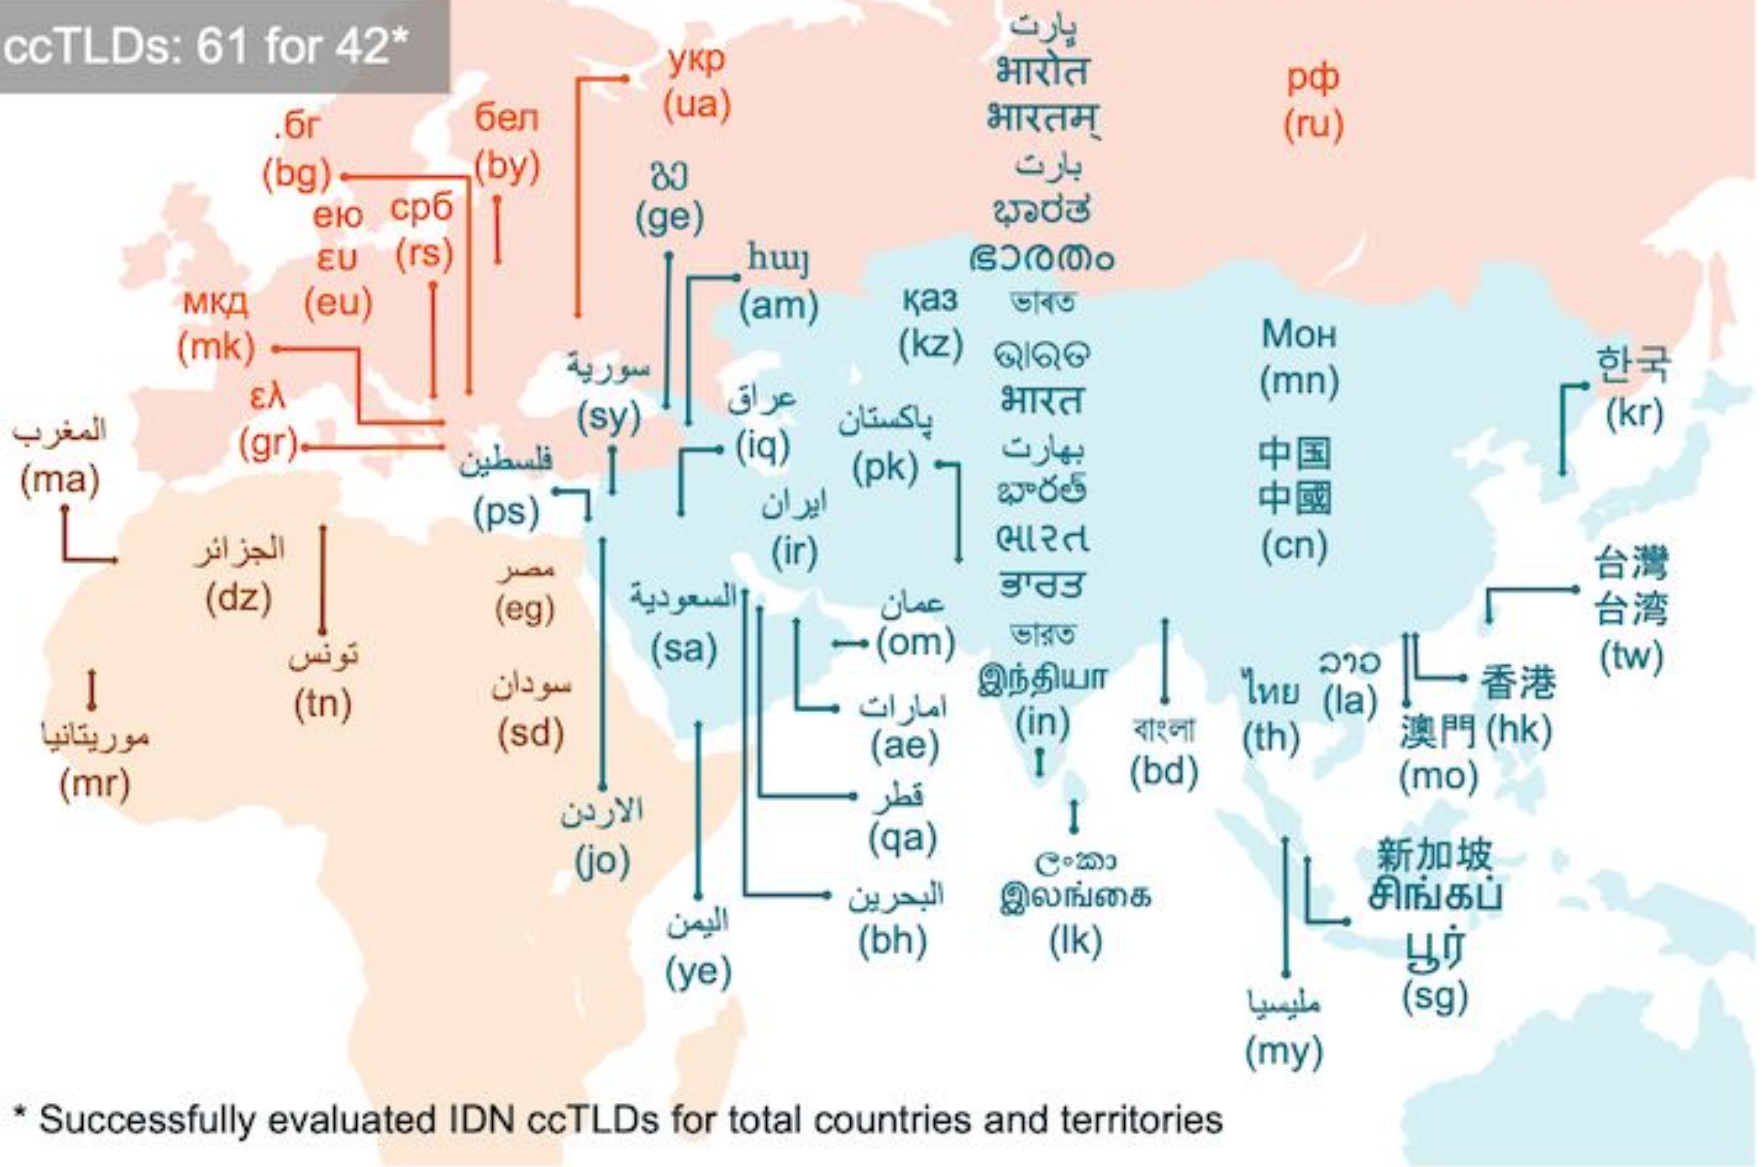 ccTLDs: 61 for 42*
укр
(ua)
.бг
(bg)
бел
(by)
ею
ευ
(eu)
срб
(rs)
мкд
(mk)
ελ
(gr)
рф
(ru)
გე
(ge)
հայ
(am)
қаз
(kz)
سورية
(sy)
عراق
(iq)
فلسطين
(ps)
ایران
(ir)
پاکستان
(pk)
المغرب
(ma)
الجزائر
(dz)
تونس
(tn)
موريتانيا
(mr)
مصر
(eg)
سودان
(sd)
السعودية
(sa)
عمان
(om)
امارات
(ae)
قطر
(qa)
البحرين
(bh)
الاردن
(jo)
اليمن
(ye)
ڀارت
भारोत
भारतम्
بارت
ಭಾರತ
ഭാരതം
ভাৰত
ଭାରତ
भारत
بھارت
భారత్
ભારત
ਭਾਰਤ
ভারত
இந்தியா
(in)
ලංකා
இலங்கை
(lk)
বাংলা
(bd)
Мон
(mn)
中国
中國
(cn)
한국
(kr)
台灣
台湾
(tw)
香港
(hk)
澳門
(mo)
ລາວ
(la)
ไทย
(th)
新加坡
சிங்கப்
பூர்
(sg)
مليسيا
(my)
* Successfully evaluated IDN ccTLDs for total countries and territories